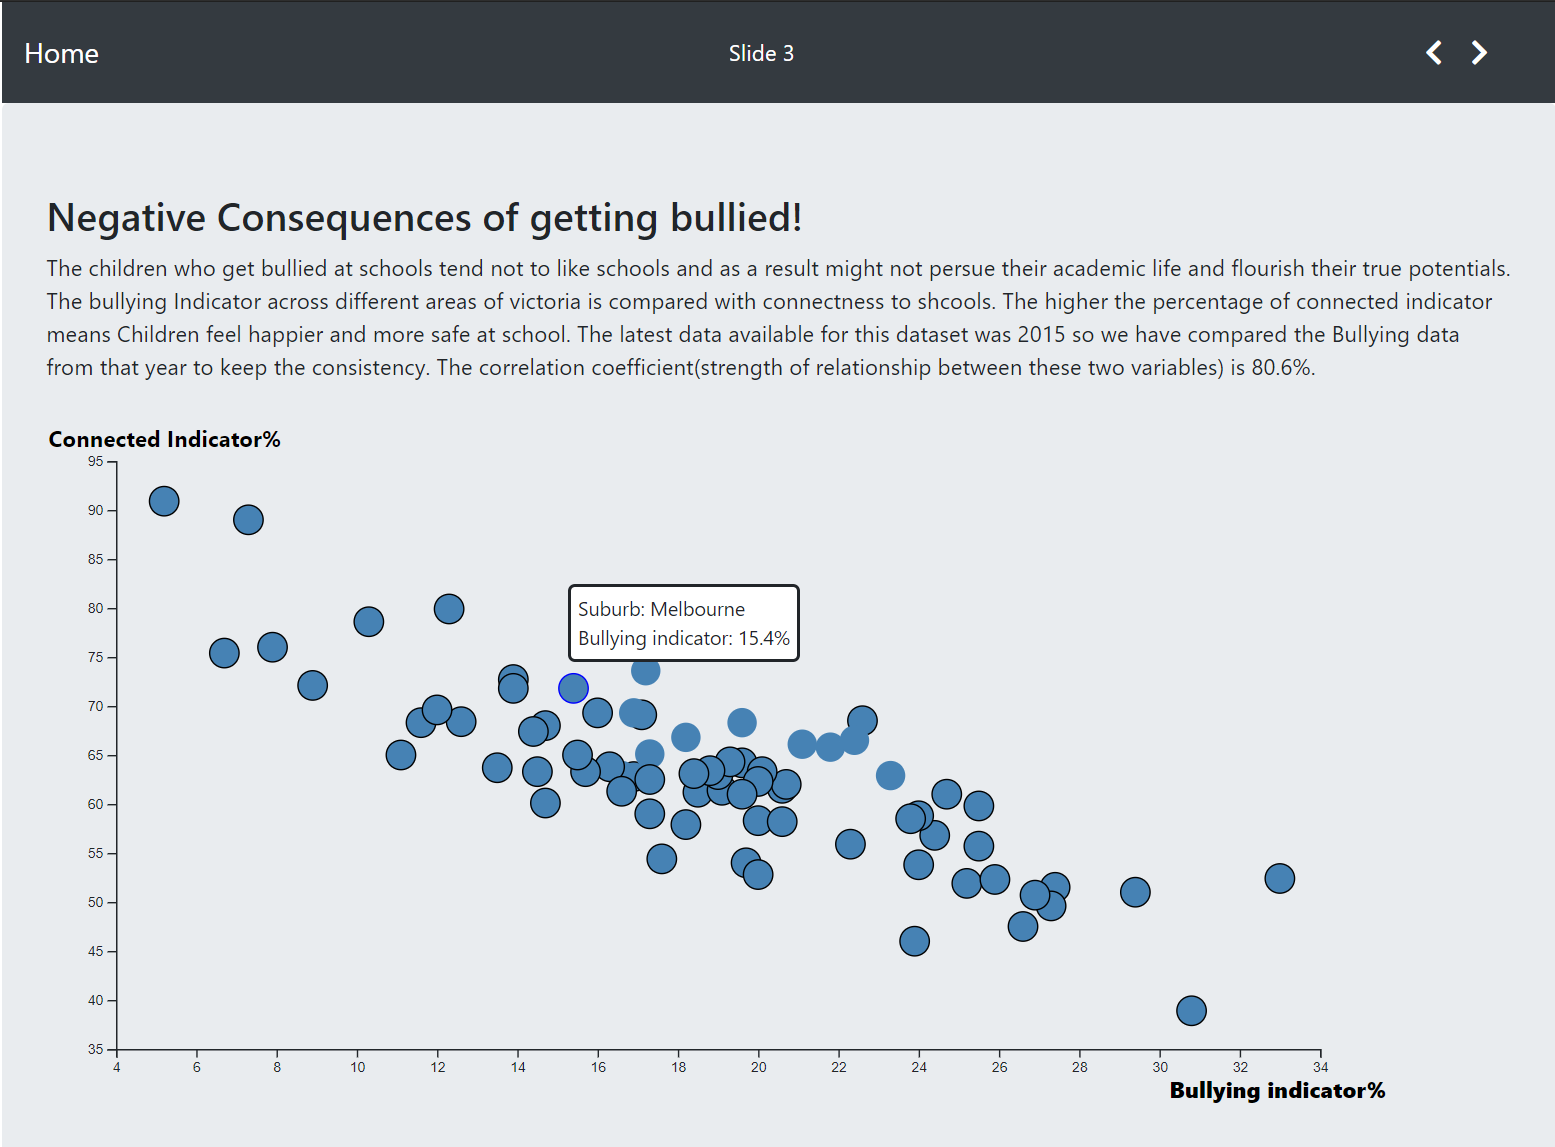 Home
Slide 3
Negative Consequences of getting bullied!
The children who get bullied at schools tend not to like schools and as a result might not persue their academic life and flourish their true potentials.
The bullying Indicator across different areas of victoria is compared with connectness to shcools. The higher the percentage of connected indicator
means Children feel happier and more safe at school. The latest data available for this dataset was 2015 so we have compared the Bullying data
from that year to keep the consistency. The correlation coefficient(strength of relationship between these two variables) is 80.6%.
Connected Indicator%
95
90
85
80
Suburb: Melbourne
Bullying indicator: 15.4%
75
70
65
60
55
50
45
40
35
4 6 8 10 12 14 16 18 20 22 24 26 28 30 32 34
Bullying indicator%